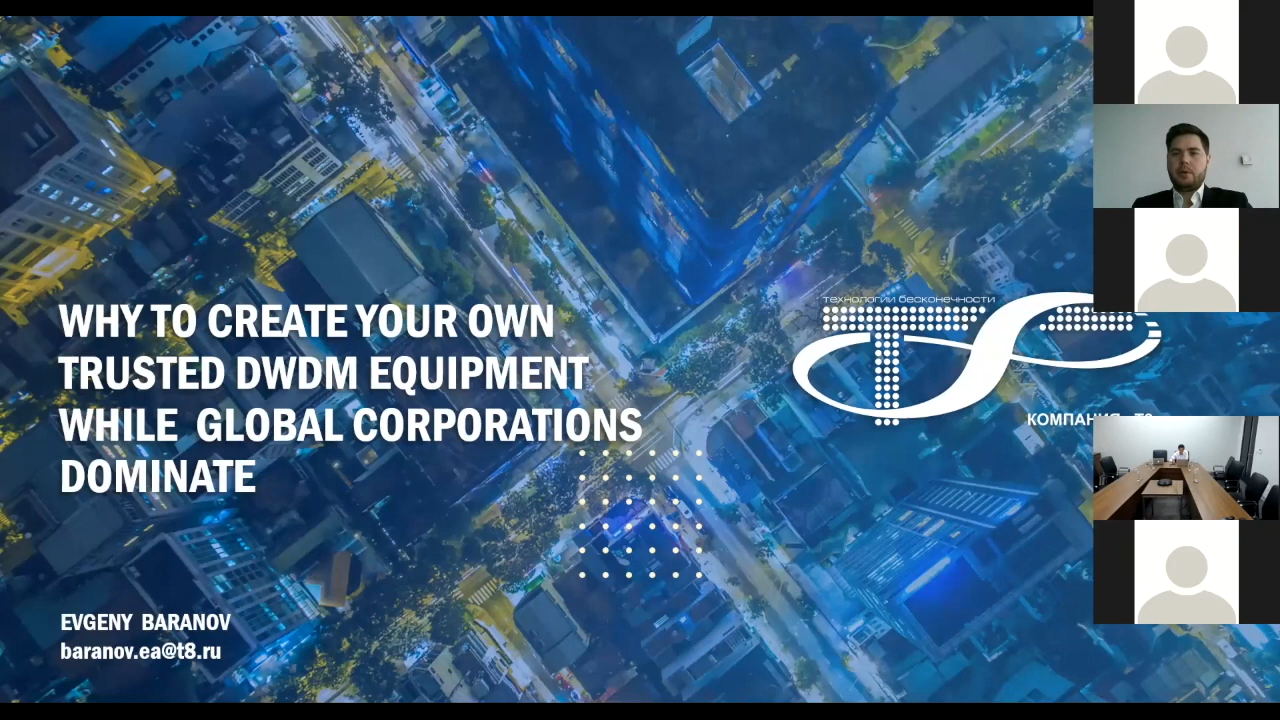 WHY TO CREATE YOUR OWN
TRUSTED DWDM EQUIPMENT
WHILE GLOBAL CORPORATIONS
DOMINATE
технологии бесконечности
T8
EVGENY BARANOV
baranov.ea@t8.ru